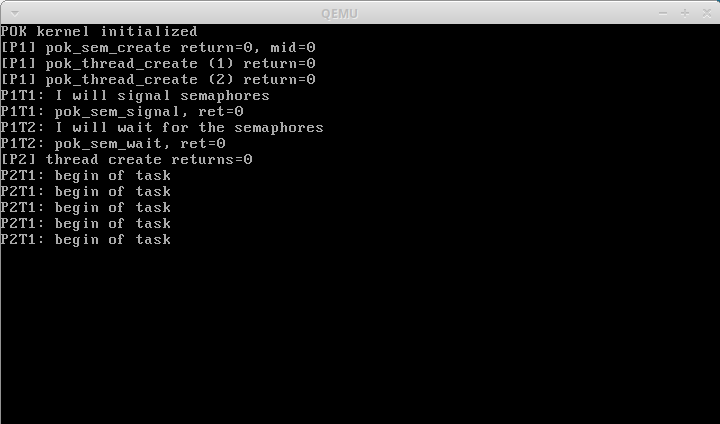 QEMU
POK kernel initialized
[P1] pok_sem_create return=0, mid=0
[P1] pok_thread_create (1) return=0
[P1] pok_thread_create (2) return=0
P1T1: I will signal semaphores
P1T1: pok_sem_signal, ret=0
P1T2: I will wait for the semaphores
P1T2: pok_sem_wait, ret=0
[P2] thread create returns=0
P2T1: begin of task
P2T1: begin of task
P2T1: begin of task
P2T1: begin of task
P2T1: begin of task